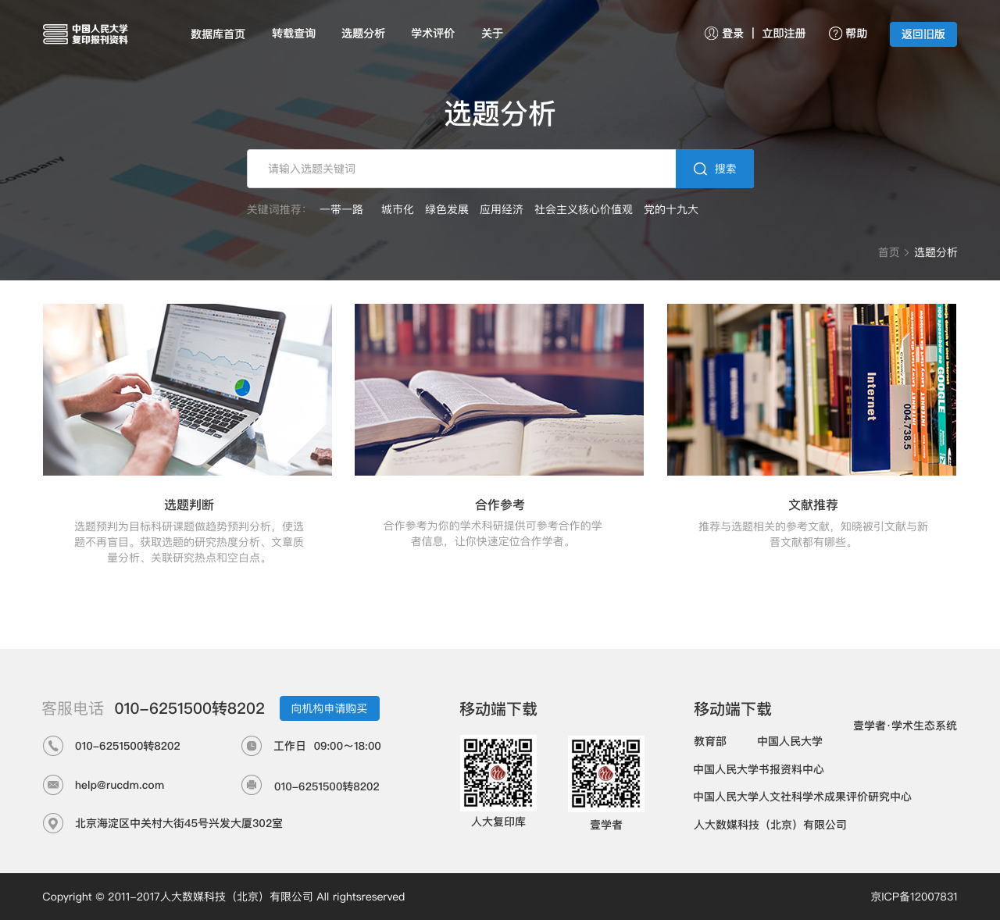 中国人民大学
复印报刊资料
数据库首页 转载查询 选题分析 学术评价 关于
登录 | 立即注册 帮助 返回旧版
company
选题分析
请输入选题关键词 搜索
关键词推荐： 一带一路 城市化 绿色发展 应用经济 社会主义核心价值观 党的十九大
首页 > 选题分析
Internet
004.738.5
INTERNET
INTERNET
GOOGLE
选题判断
选题预判为目标科研课题做趋势预判分析，使选
题不再盲目。获取选题的研究热度分析、文章质
量分析、关联研究热点和空白点。
合作参考
合作参考为你的学术科研提供可参考合作的学
者信息，让你快速定位合作学者。
文献推荐
推荐与选题相关的参考文献，知晓被引文献与新
晋文献都有哪些。
客服电话 010-6251500转8202 向机构申请购买
010-6251500转8202 工作日 09:00～18:00
help@rucdm.com 010-6251500转8202
北京海淀区中关村大街45号兴发大厦302室
移动端下载
人大复印库 壹学者
移动端下载
壹学者·学术生态系统
教育部 中国人民大学
中国人民大学书报资料中心
中国人民大学人文社科学术成果评价研究中心
人大数媒科技（北京）有限公司
Copyright © 2011-2017人大数媒科技（北京）有限公司 All rightsreserved 京ICP备12007831